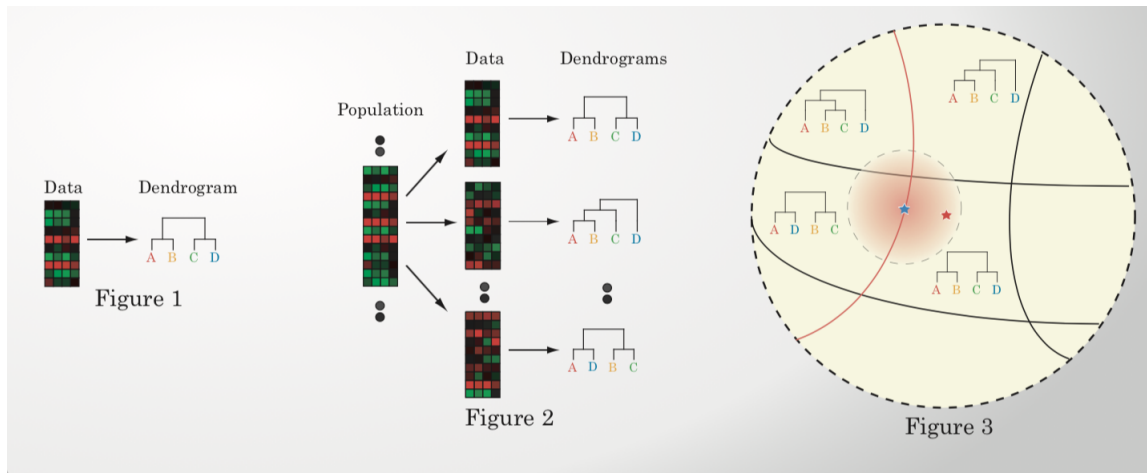 Data
Dendrogram
A B C D
Figure 1
Population
Data
Dendrograms
A B C D
A B C D
A D B C
Figure 2
A B C D
A B C D
A D B C
A B C D
Figure 3